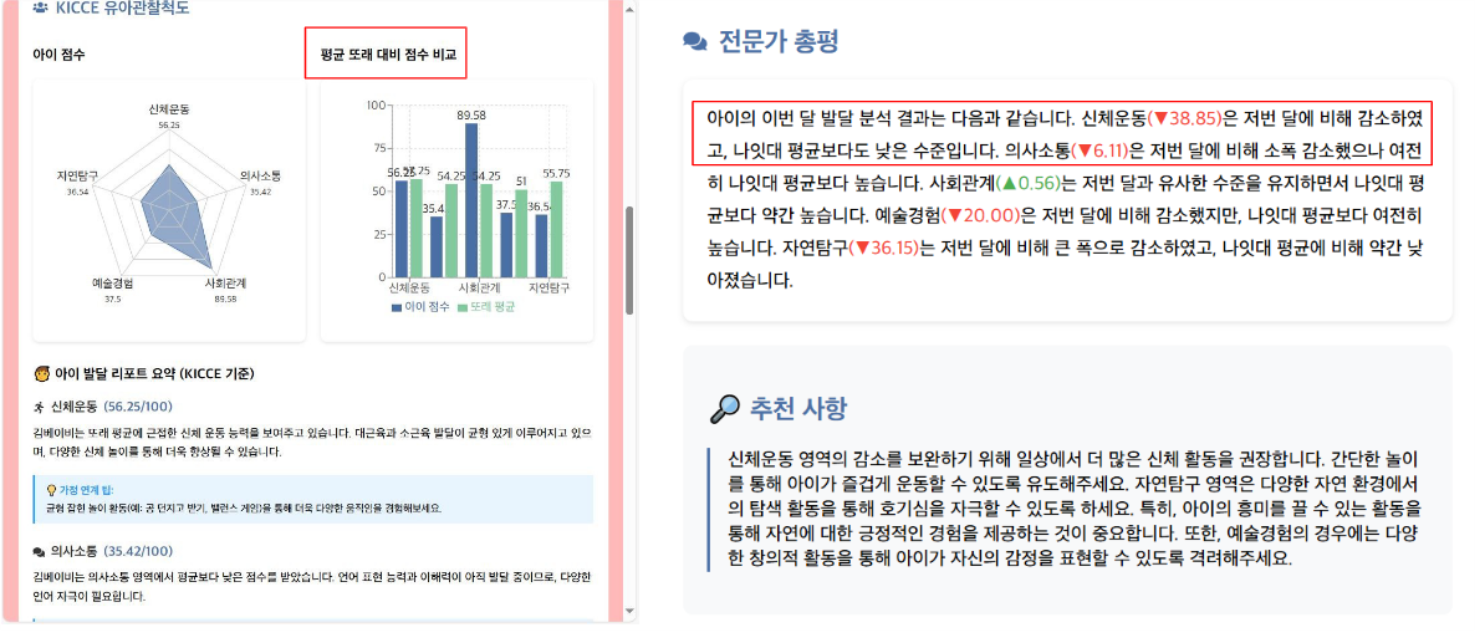 KICCE 유아관찰척도
아이 점수
평균 또래 대비 점수 비교
신체운동
56.25
의사소통
35.42
사회관계
89.58
예술경험
37.5
자연탐구
36.54
100
75
50
25
0
89.58
54.25
54.25
51
55.75
37.5
신체운동
사회관계
자연탐구
아이 점수
또래 평균
아이 발달 리포트 요약 (KICCE 기준)
신체운동 (56.25/100)
김베이비는 또래 평균에 근접한 신체 운동 능력을 보여주고 있습니다. 대근육과 소근육 발달이 균형 있게 이루어지고 있으
며, 다양한 신체 놀이를 통해 더욱 향상될 수 있습니다.
가정 연계 팁:
균형 잡힌 놀이 활동(예: 공 던지고 받기, 밸런스 게임)을 통해 더욱 다양한 움직임을 경험해보세요.
의사소통 (35.42/100)
김베이비는 의사소통 영역에서 평균보다 낮은 점수를 받았습니다. 언어 표현 능력과 이해력이 아직 발달 중이므로, 다양한
언어 자극이 필요합니다.
전문가 총평
아이의 이번 달 발달 분석 결과는 다음과 같습니다. 신체운동(▼38.85)은 저번 달에 비해 감소하였
고, 나잇대 평균보다도 낮은 수준입니다. 의사소통(▼6.11)은 저번 달에 비해 소폭 감소했으나 여전
히 나잇대 평균보다 높습니다. 사회관계(▲0.56)는 저번 달과 유사한 수준을 유지하면서 나잇대 평
균보다 약간 높습니다. 예술경험(▼20.00)은 저번 달에 비해 감소했지만, 나잇대 평균보다 여전히
높습니다. 자연탐구(▼36.15)는 저번 달에 비해 큰 폭으로 감소하였고, 나잇대 평균에 비해 약간 낮
아졌습니다.
추천 사항
신체운동 영역의 감소를 보완하기 위해 일상에서 더 많은 신체 활동을 권장합니다. 간단한 놀이
를 통해 아이가 즐겁게 운동할 수 있도록 유도해주세요. 자연탐구 영역은 다양한 자연 환경에서
의 탐색 활동을 통해 호기심을 자극할 수 있도록 하세요. 특히, 아이의 흥미를 끌 수 있는 활동을
통해 자연에 대한 긍정적인 경험을 제공하는 것이 중요합니다. 또한, 예술경험의 경우에는 다양
한 창의적 활동을 통해 아이가 자신의 감정을 표현할 수 있도록 격려해주세요.